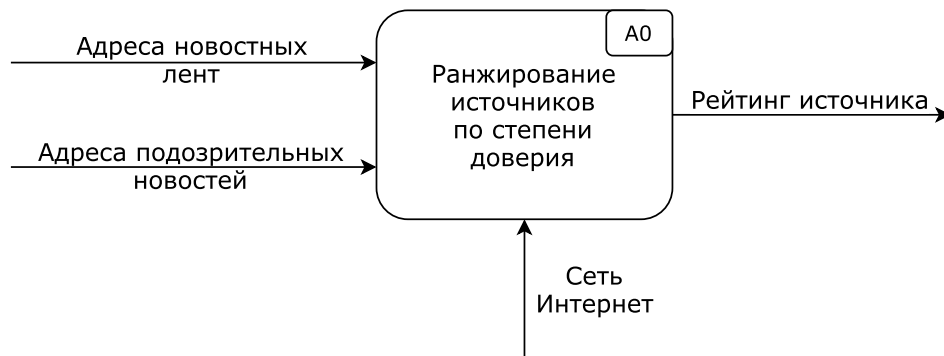 Адреса новостных
лент
Адреса подозрительных
новостей
A0
Ранжирование
источников
по степени
доверия
Рейтинг источника
Сеть
Интернет